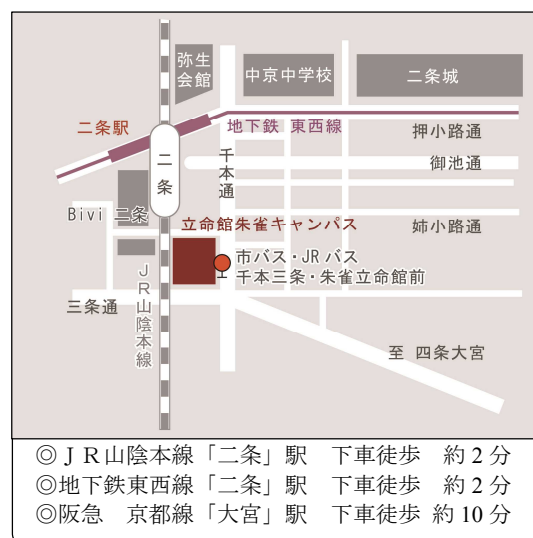 弥生
会館
中京中学校
二条城
二条駅
地下鉄 東西線
押小路通
二条
千本通
御池通
Bivi 二条
立命館朱雀キャンパス
姉小路通
市バス・JRバス
千本三条・朱雀立命館前
三条通
JR山陰本線
至 四条大宮
◎JR山陰本線「二条」駅 下車徒歩 約2分
◎地下鉄東西線「二条」駅 下車徒歩 約2分
◎阪急 京都線「大宮」駅 下車徒歩 約10分